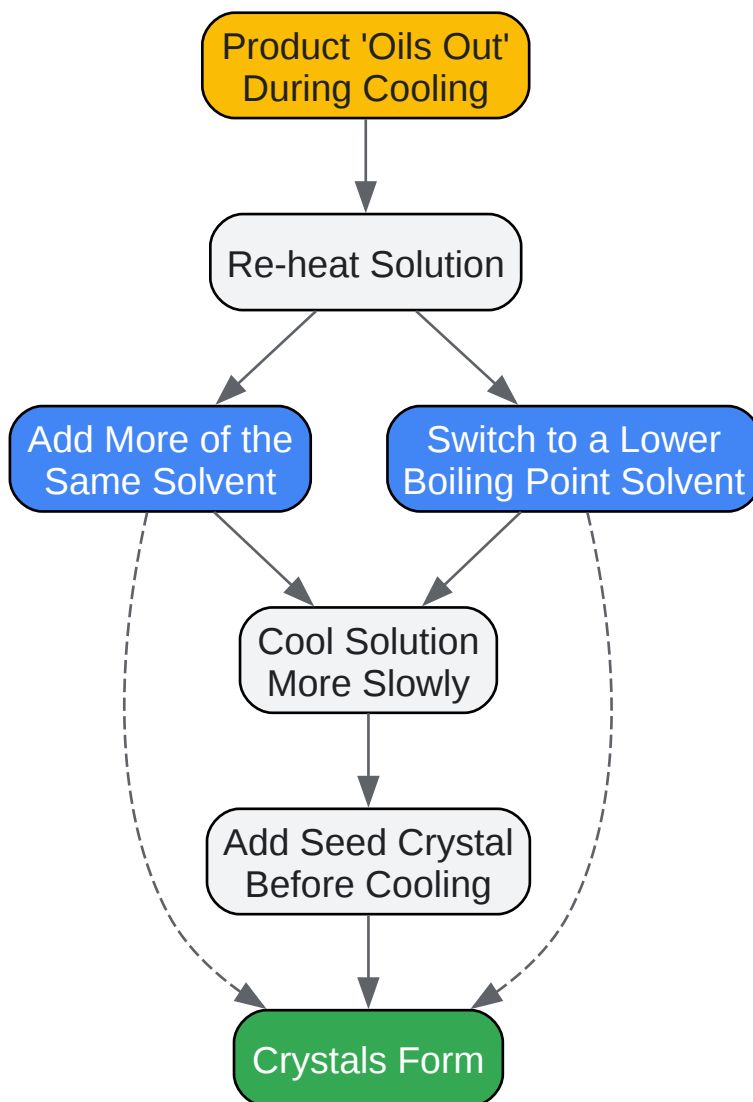 Product 'Oils Out'
During Cooling
Re-heat Solution
Add More of the
Same Solvent
Switch to a Lower
Boiling Point Solvent
Cool Solution
More Slowly
Add Seed Crystal
Before Cooling
Crystals Form